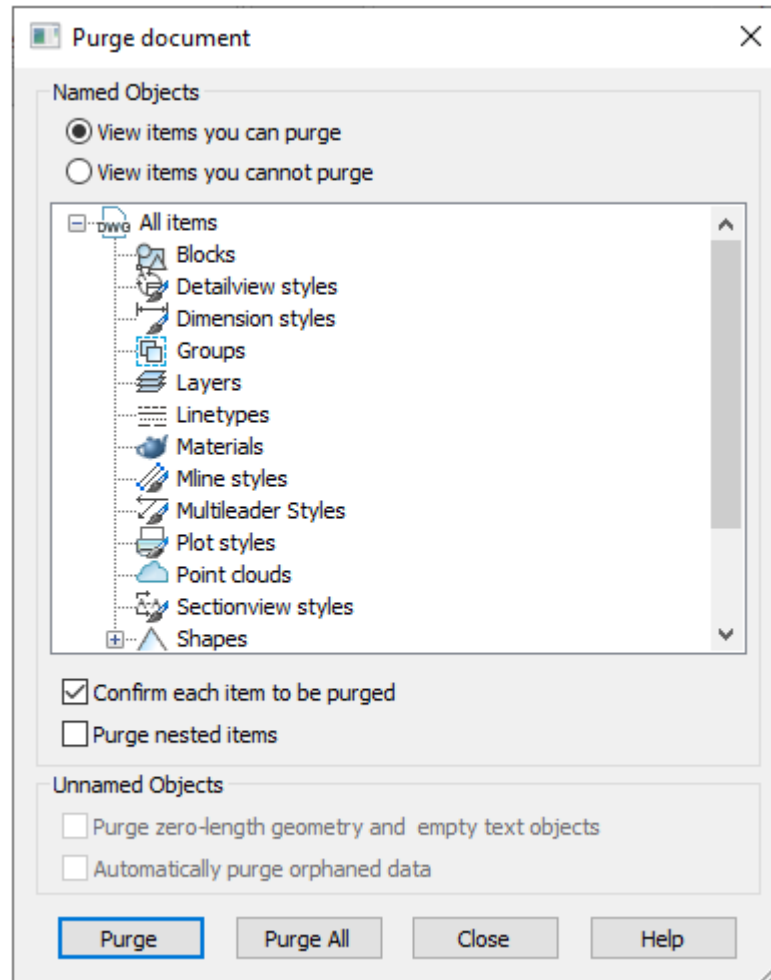 Purge document
Named Objects
View items you can purge
View items you cannot purge
DWG All items
Blocks
Detailview styles
Dimension styles
Groups
Layers
Linetypes
Materials
Mline styles
Multileader Styles
Plot styles
Point clouds
Sectionview styles
Shapes
Confirm each item to be purged
Purge nested items
Unnamed Objects
Purge zero-length geometry and empty text objects
Automatically purge orphaned data
Purge Purge All Close Help